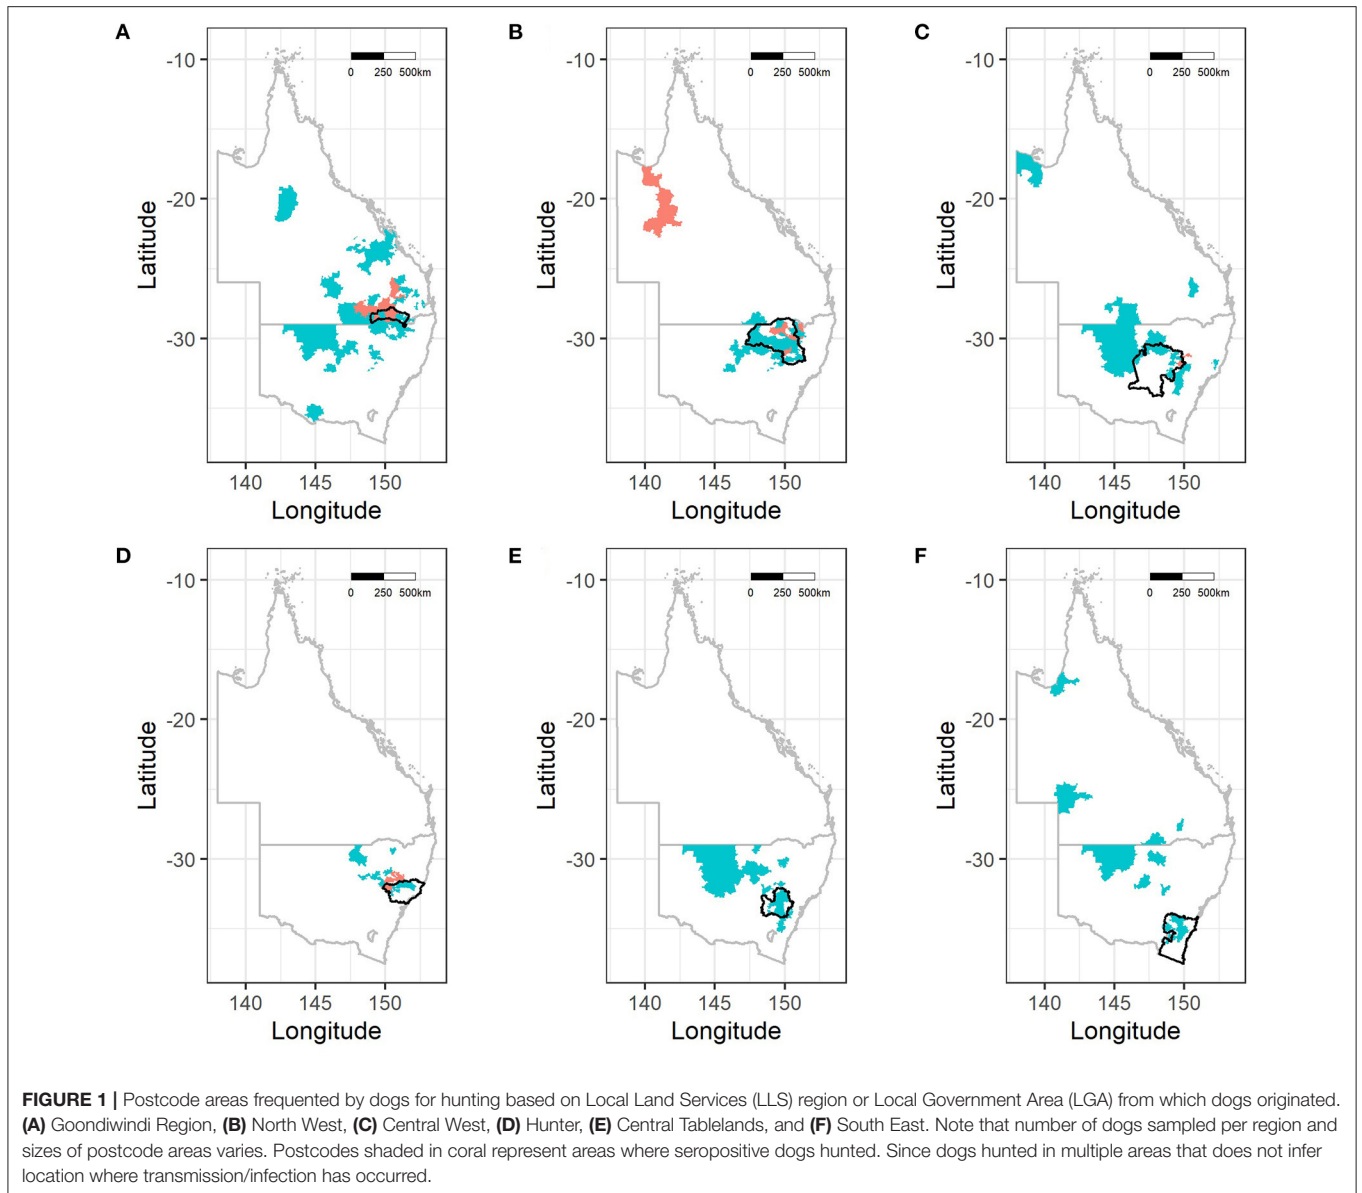 A
B
C
-10
-20
-30
Latitude
0 250 500km
140 145 150
Longitude
-10
-20
-30
Latitude
0 250 500km
140 145 150
Longitude
-10
-20
-30
Latitude
0 250 500km
140 145 150
Longitude
D
E
F
-10
-20
-30
Latitude
0 250 500km
140 145 150
Longitude
-10
-20
-30
Latitude
0 250 500km
140 145 150
Longitude
-10
-20
-30
Latitude
0 250 500km
140 145 150
Longitude
FIGURE 1 | Postcode areas frequented by dogs for hunting based on Local Land Services (LLS) region or Local Government Area (LGA) from which dogs originated.
(A) Goondiwindi Region, (B) North West, (C) Central West, (D) Hunter, (E) Central Tablelands, and (F) South East. Note that number of dogs sampled per region and
sizes of postcode areas varies. Postcodes shaded in coral represent areas where seropositive dogs hunted. Since dogs hunted in multiple areas that does not infer
location where transmission/infection has occurred.